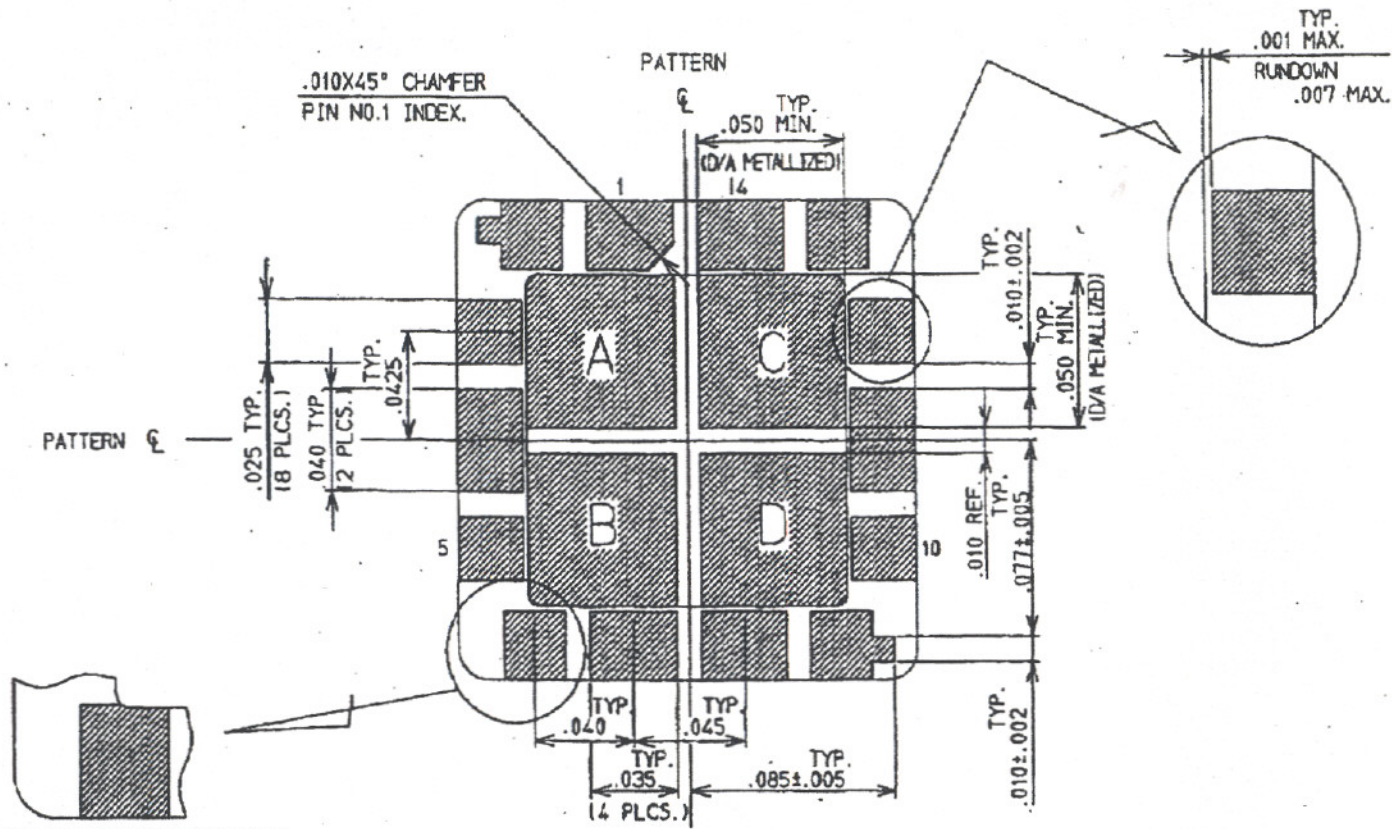 TYP.
.001 MAX.
RUNDOWN
.007 MAX.
PATTERN
℄
.010X45° CHAMFER
PIN NO.1 INDEX.
TYP.
.050 MIN.
(D/A METALLIZED)
1
14
TYP.
.010±.002
TYP.
.050 MIN.
(D/A METALLIZED)
A
C
TYP.
.0425
PATTERN ℄
.025 TYP.
(8 PLCS.)
.040 TYP
(2 PLCS.)
.010 REF.
TYP.
.077±.005
5
B
D
10
TYP.
.040
TYP.
.045
TYP.
.035
(4 PLCS.)
TYP.
.085±.005
TYP.
.010±.002